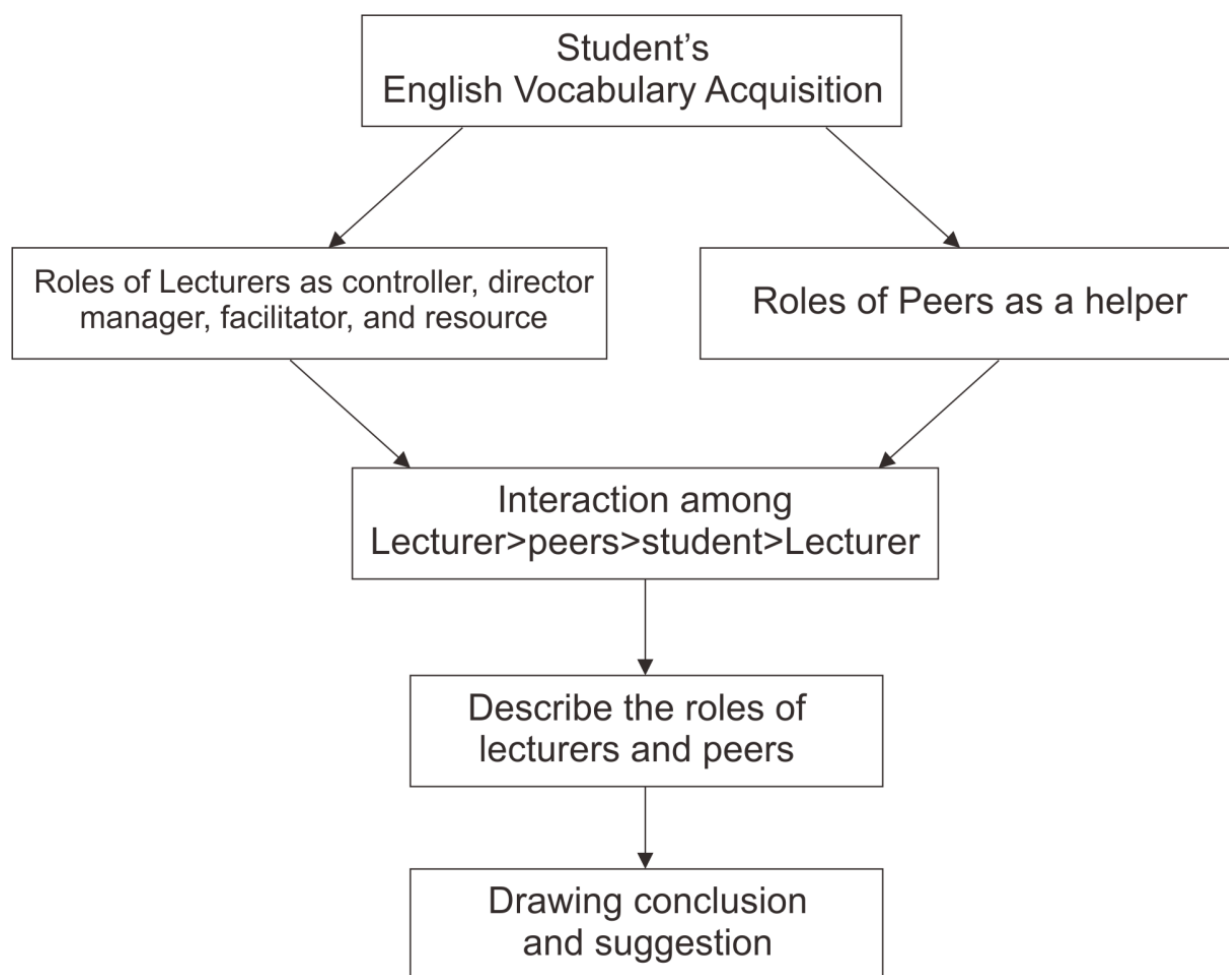 Student’s
English Vocabulary Acquisition
Roles of Lecturers as controller, director
manager, facilitator, and resource
Roles of Peers as a helper
Interaction among
Lecturer>peers>student>Lecturer
Describe the roles of
lecturers and peers
Drawing conclusion
and suggestion